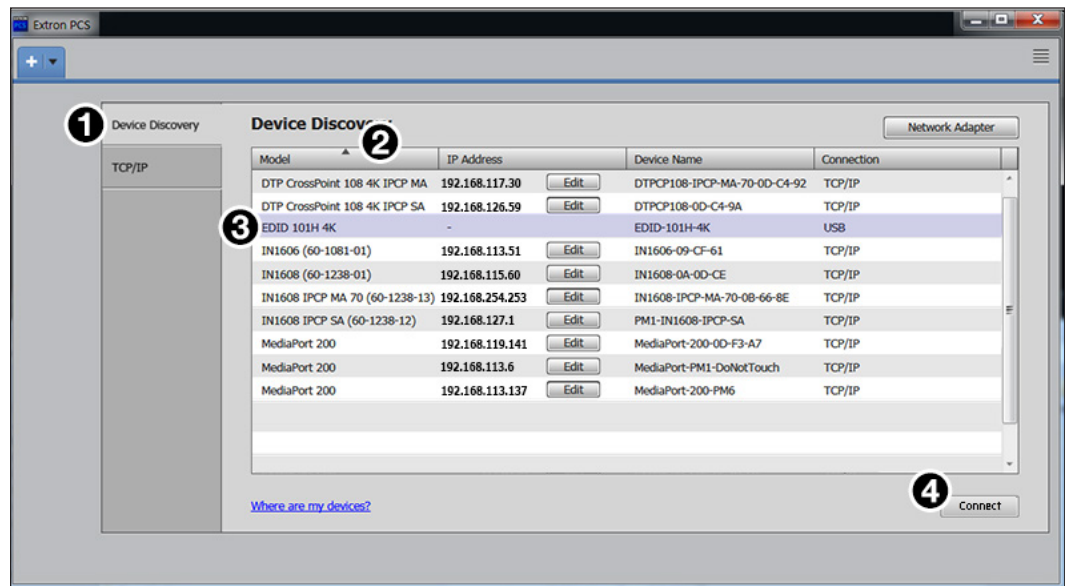 PCS Extron PCS
+
1 Device Discovery
TCP/IP
Device Discovery
2
Network Adapter
Model IP Address Device Name Connection
DTP CrossPoint 108 4K IPCP MA 192.168.117.30 Edit DTPCP108-IPCP-MA-70-0D-C4-92 TCP/IP
DTP CrossPoint 108 4K IPCP SA 192.168.126.59 Edit DTPCP108-0D-C4-9A TCP/IP
3 EDID 101H 4K - EDID-101H-4K USB
IN1606 (60-1081-01) 192.168.113.51 Edit IN1606-09-CF-61 TCP/IP
IN1608 (60-1238-01) 192.168.115.60 Edit IN1608-0A-0D-CE TCP/IP
IN1608 IPCP MA 70 (60-1238-13) 192.168.254.253 Edit IN1608-IPCP-MA-70-0B-66-8E TCP/IP
IN1608 IPCP SA (60-1238-12) 192.168.127.1 Edit PM1-IN1608-IPCP-SA TCP/IP
MediaPort 200 192.168.119.141 Edit MediaPort-200-0D-F3-A7 TCP/IP
MediaPort 200 192.168.113.6 Edit MediaPort-PM1-DoNotTouch TCP/IP
MediaPort 200 192.168.113.137 Edit MediaPort-200-PM6 TCP/IP
Where are my devices?
4 Connect